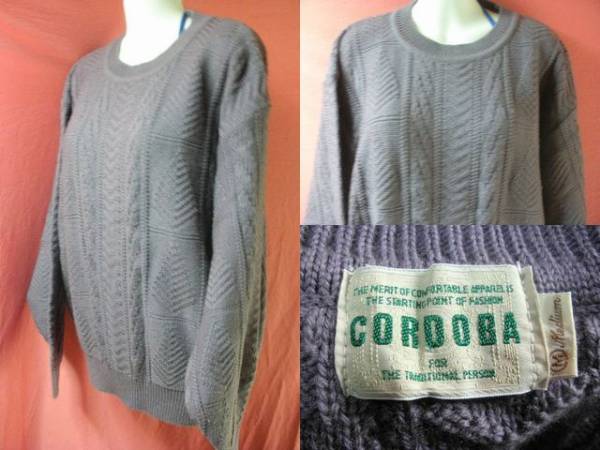 THE MERIT OF COMFORTABLE APPAREL IS
THE STARTING POINT OF FASHION
CORDOBA
FOR
THE TRADITIONAL PERSON
M Medium